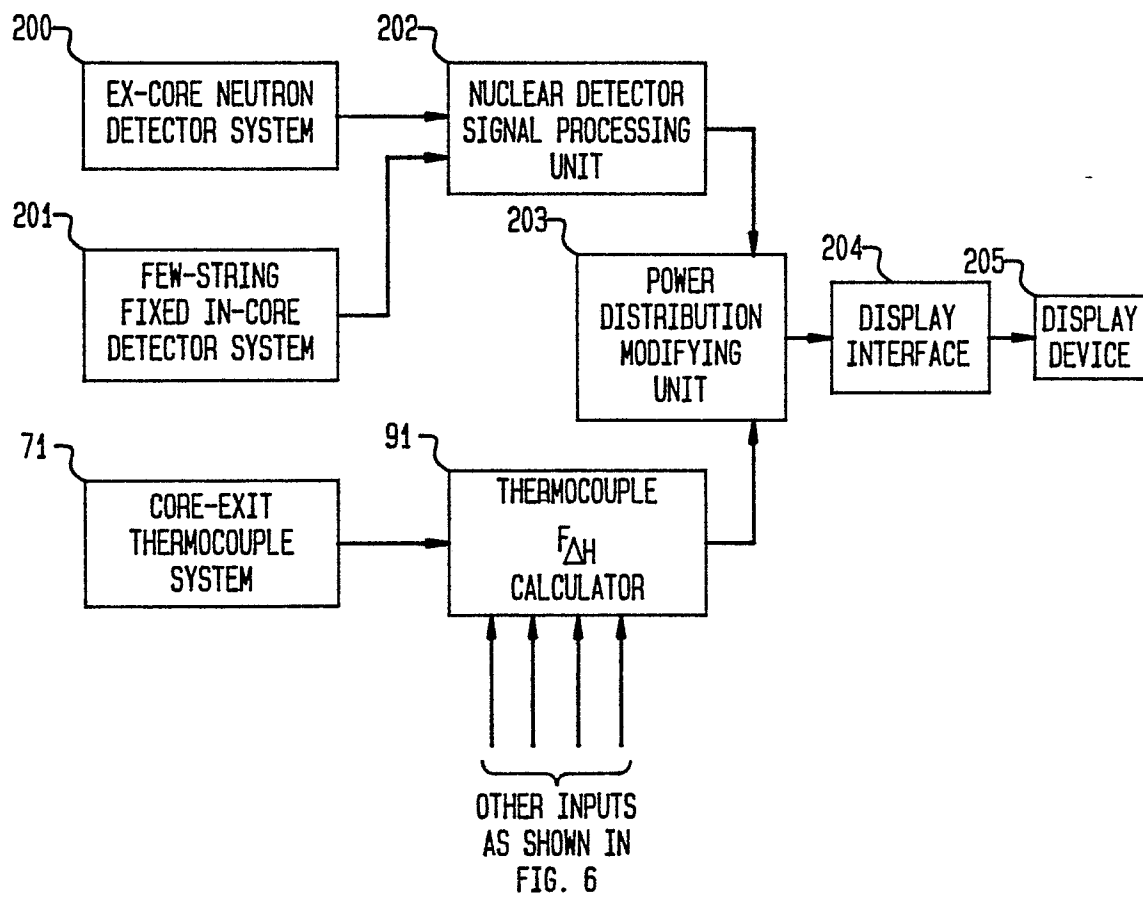 200
EX-CORE NEUTRON
DETECTOR SYSTEM
202
NUCLEAR DETECTOR
SIGNAL PROCESSING
UNIT
201
FEW-STRING
FIXED IN-CORE
DETECTOR SYSTEM
203
POWER
DISTRIBUTION
MODIFYING
UNIT
204
DISPLAY
INTERFACE
205
DISPLAY
DEVICE
71
CORE-EXIT
THERMOCOUPLE
SYSTEM
91
THERMOCOUPLE
FΔH
CALCULATOR
OTHER INPUTS
AS SHOWN IN
FIG. 6